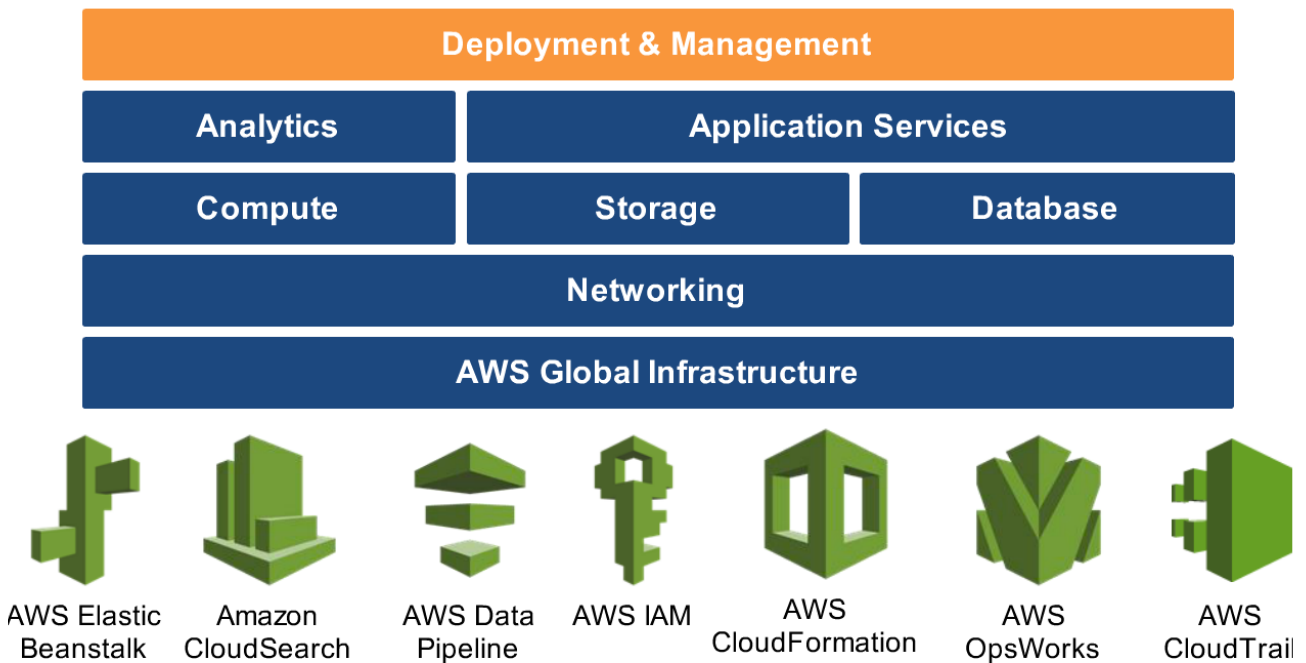 Deployment & Management
Analytics
Application Services
Compute
Storage
Database
Networking
AWS Global Infrastructure
AWS Elastic
Beanstalk
Amazon
CloudSearch
AWS Data
Pipeline
AWS IAM
AWS
CloudFormation
AWS
OpsWorks
AWS
CloudTrail